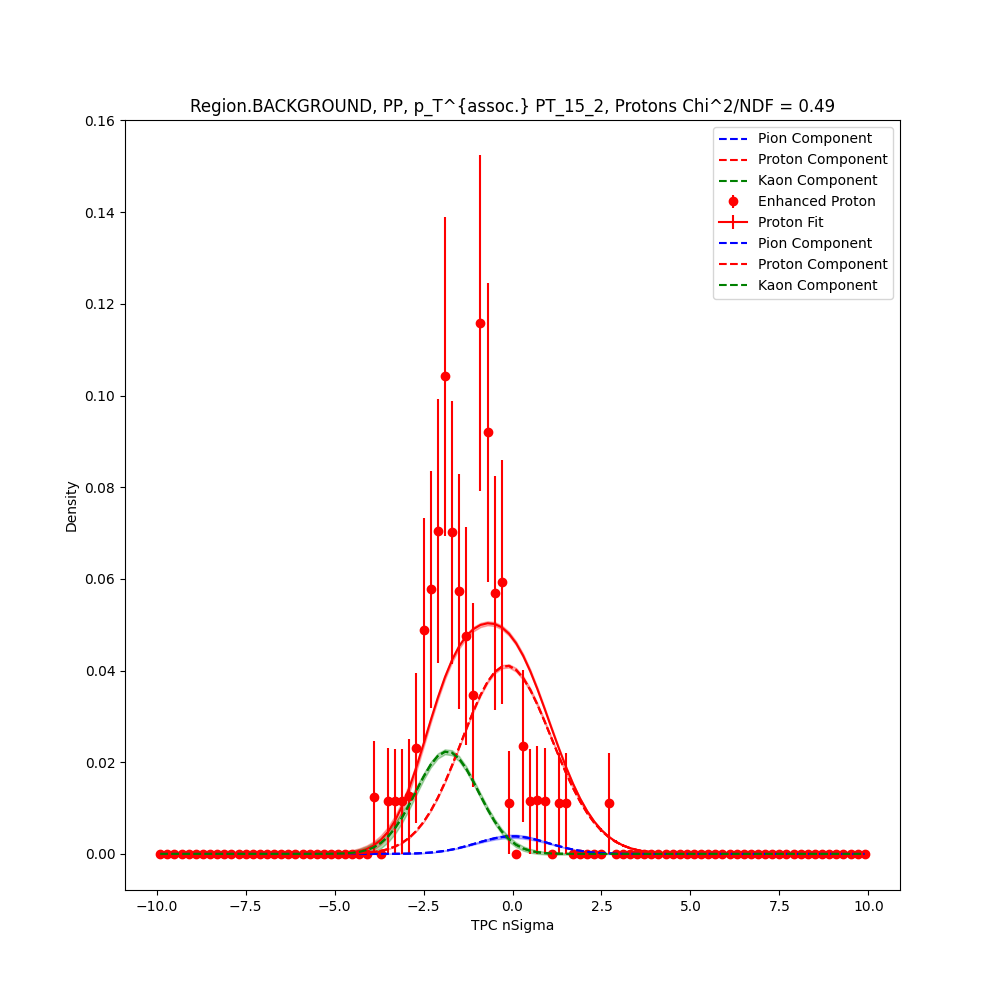 Region.BACKGROUND, PP, p_T^{assoc.} PT_15_2, Protons Chi^2/NDF = 0.49
Pion Component
Proton Component
Kaon Component
Enhanced Proton
Proton Fit
Pion Component
Proton Component
Kaon Component
0.16
0.14
0.12
0.10
0.08
0.06
0.04
0.02
0.00
Density
−10.0 −7.5 −5.0 −2.5 0.0 2.5 5.0 7.5 10.0
TPC nSigma